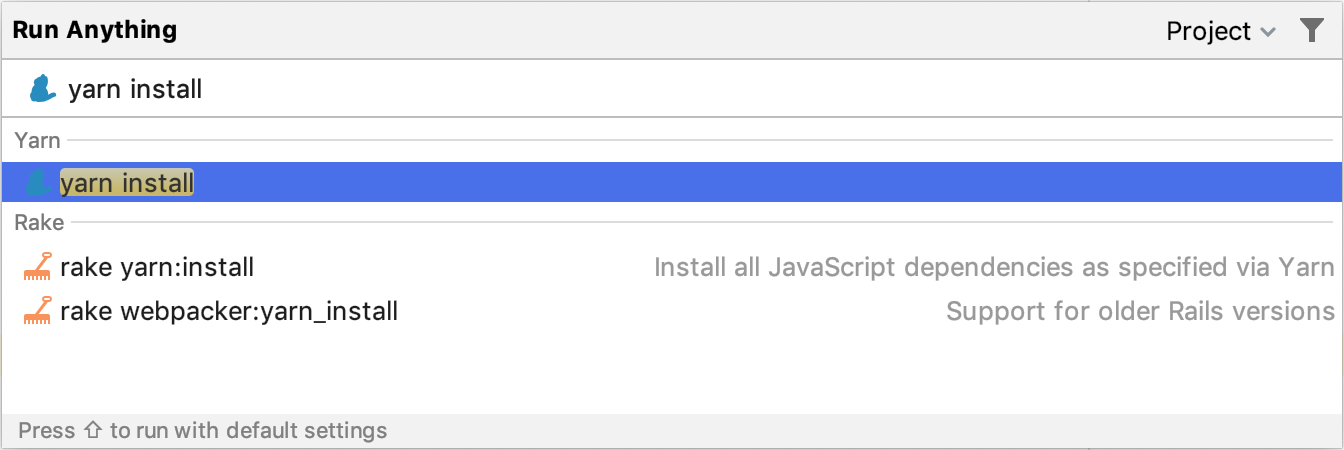 Run Anything Project
yarn install
Yarn
yarn install
Rake
rake yarn:install Install all JavaScript dependencies as specified via Yarn
rake webpacker:yarn_install Support for older Rails versions
Press ⇧ to run with default settings